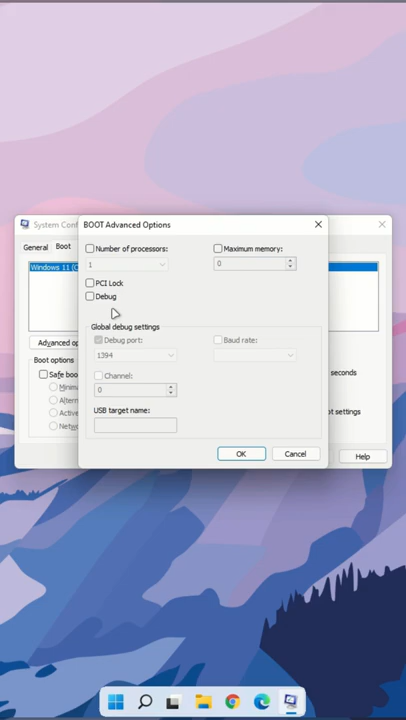 System Conf
BOOT Advanced Options
General
Boot
Number of processors:
Maximum memory:
1
0
Windows 11 (C
PCI Lock
Debug
Global debug settings
Advanced op
Debug port:
Baud rate:
1394
Boot options
Safe boo
Channel:
seconds
Minima
0
Altern
Active
USB target name:
ot settings
Netw
OK
Cancel
Help